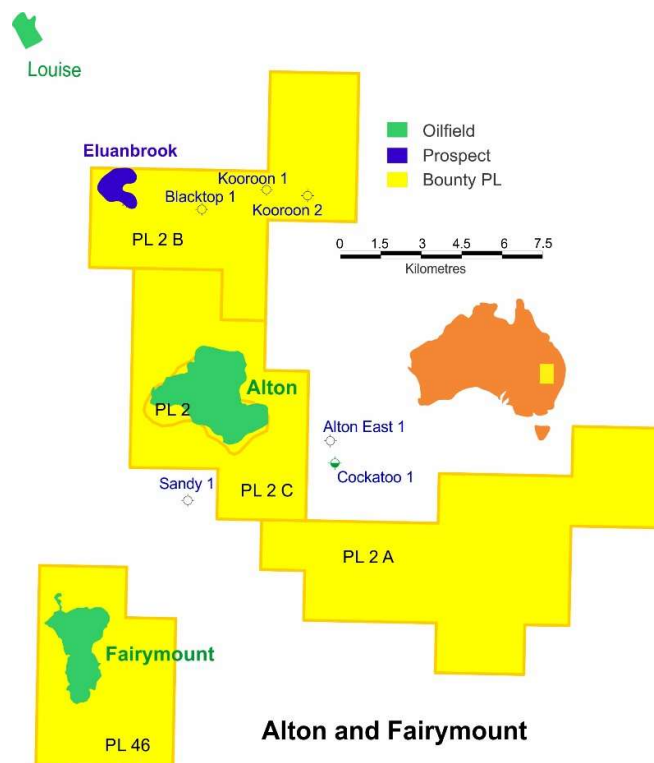 Louise
Eluanbrook
Kooroon 1
Blacktop 1
Kooroon 2
PL 2 B
Oilfield
Prospect
Bounty PL
0 1.5 3 4.5 6 7.5
Kilometres
Alton
PL 2
Alton East 1
Cockatoo 1
Sandy 1
PL 2 C
PL 2 A
Fairymount
PL 46
Alton and Fairymount